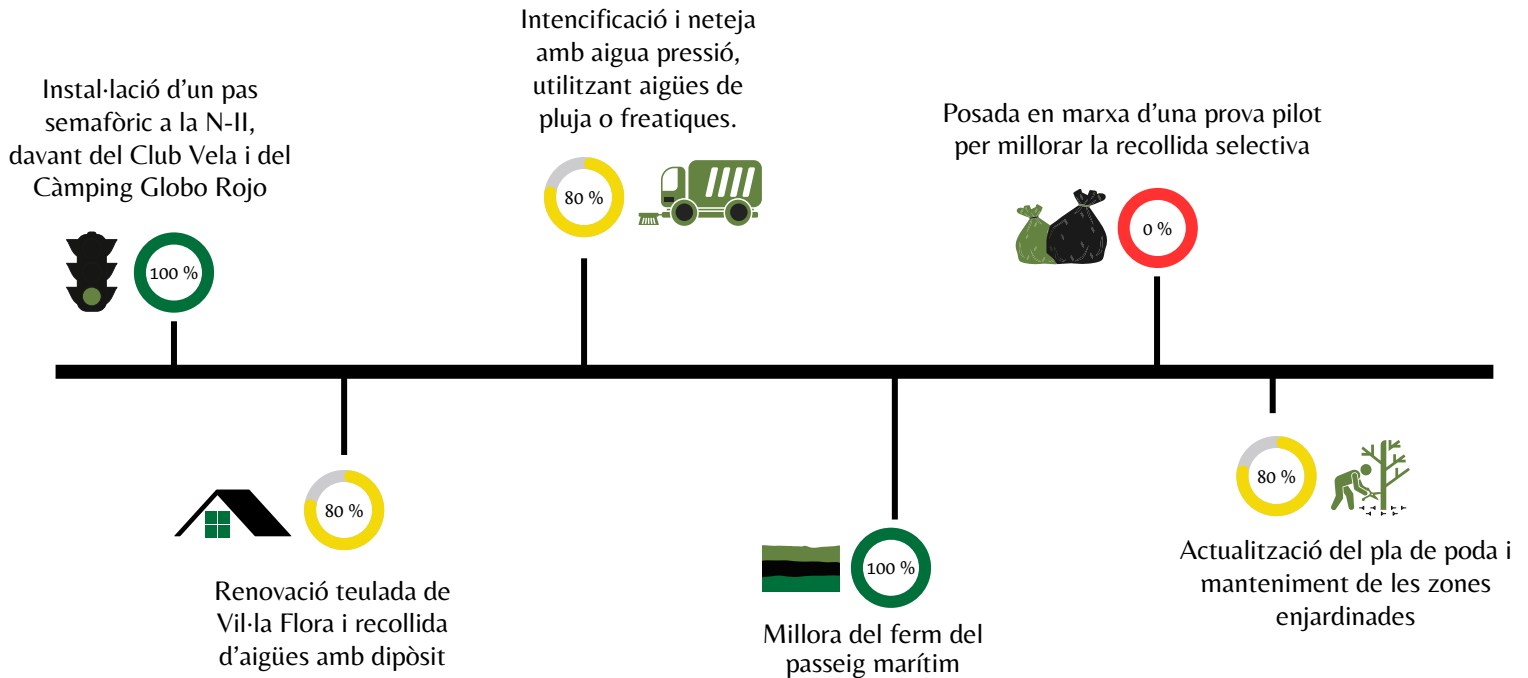 Instal·lació d'un pas
semafòric a la N-II,
davant del Club Vela i del
Càmping Globo Rojo
100 %
Renovació teulada de
Vil·la Flora i recollida
d'aigües amb dipòsit
80 %
Intencificació i neteja
amb aigua pressió,
utilitzant aigües de
pluja o freatiques.
80 %
Millora del ferm del
passeig marítim
100 %
Posada en marxa d'una prova pilot
per millorar la recollida selectiva
0 %
80 %
Actualització del pla de poda i
manteniment de les zones
enjardinades